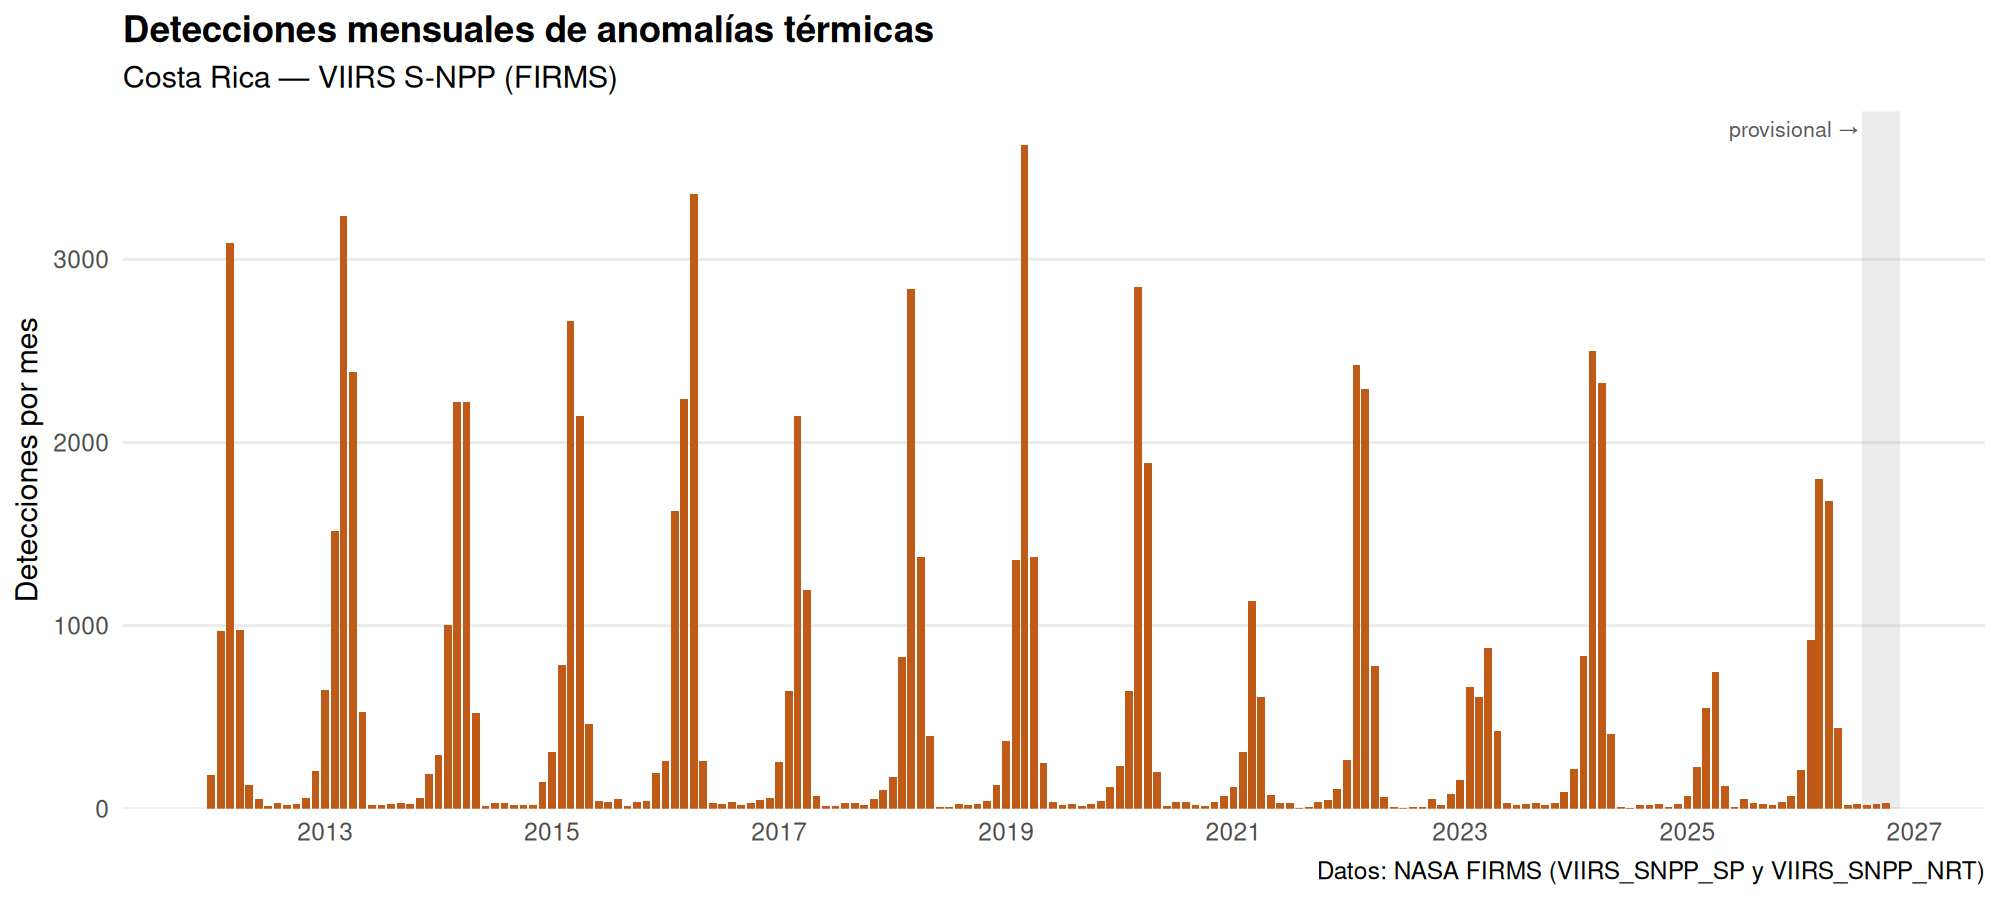 Detecciones mensuales de anomalías térmicas
Costa Rica — VIIRS S-NPP (FIRMS)
provisional →
Detecciones por mes
3000
2000
1000
0
2013 2015 2017 2019 2021 2023 2025 2027
Datos: NASA FIRMS (VIIRS_SNPP_SP y VIIRS_SNPP_NRT)